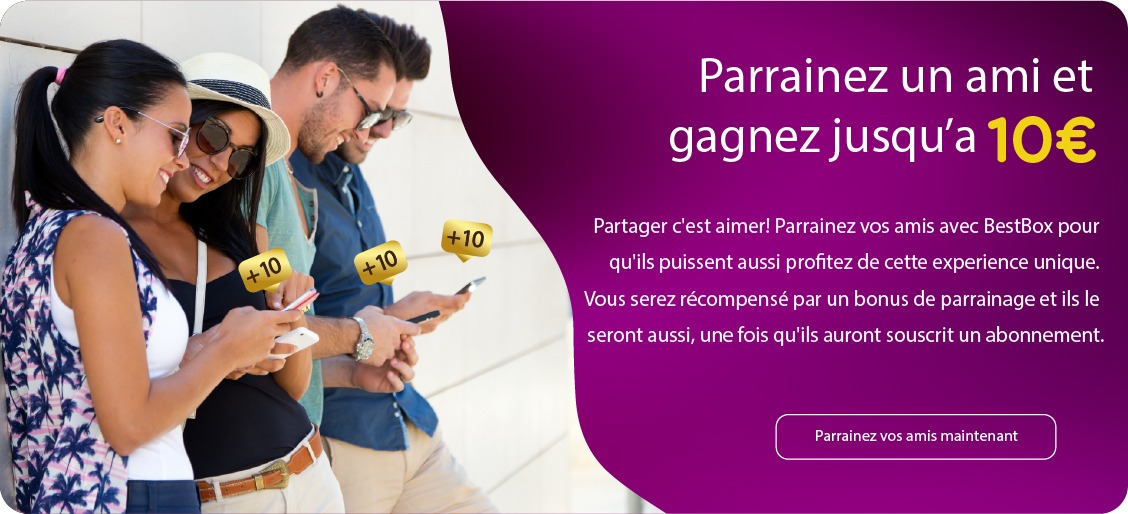 Parrainez un ami et
gagnez jusqu’a 10€
Partager c'est aimer! Parrainez vos amis avec BestBox pour
qu'ils puissent aussi profitez de cette experience unique.
Vous serez récompensé par un bonus de parrainage et ils le
seront aussi, une fois qu'ils auront souscrit un abonnement.
Parrainez vos amis maintenant
+10
+10
+10